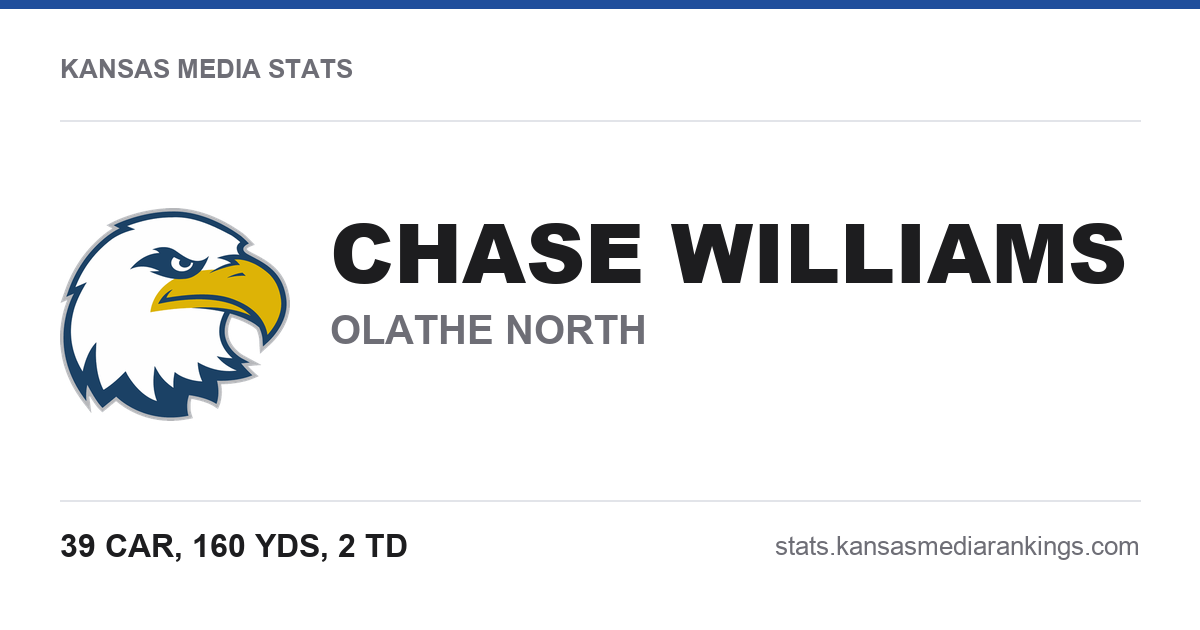 KANSAS MEDIA STATS
CHASE WILLIAMS
OLATHE NORTH
39 CAR, 160 YDS, 2 TD
stats.kansasmediarankings.com